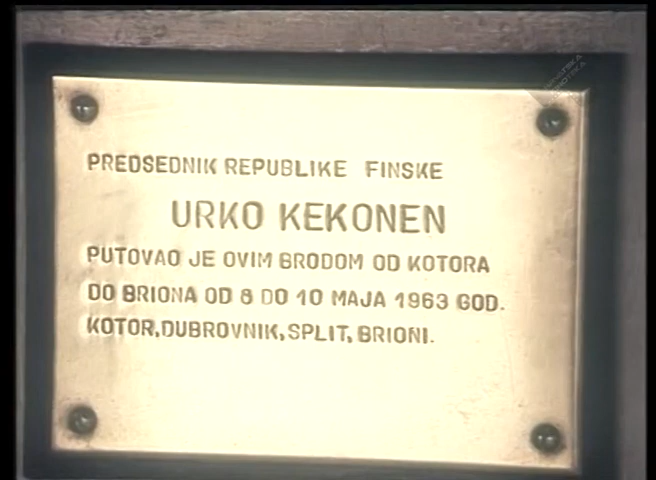 PREDSEDNIK REPUBLIKE FINSKE
URKO KEKONEN
PUTOVAO JE OVIM BRODOM OD KOTORA
DO BRIONA OD 8 DO 10 MAJA 1963 GOD.
KOTOR, DUBROVNIK, SPLIT, BRIONI.